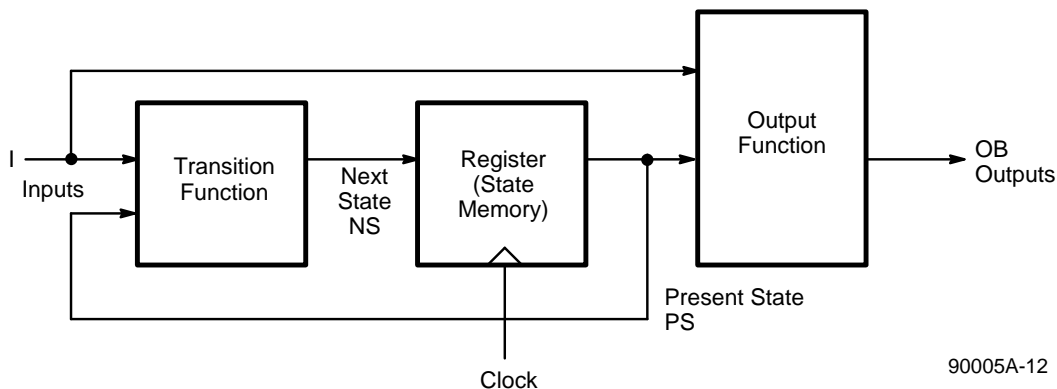 I
Inputs
Transition
Function
Next
State
NS
Register
(State
Memory)
Output
Function
OB
Outputs
Present State
PS
Clock
90005A-12